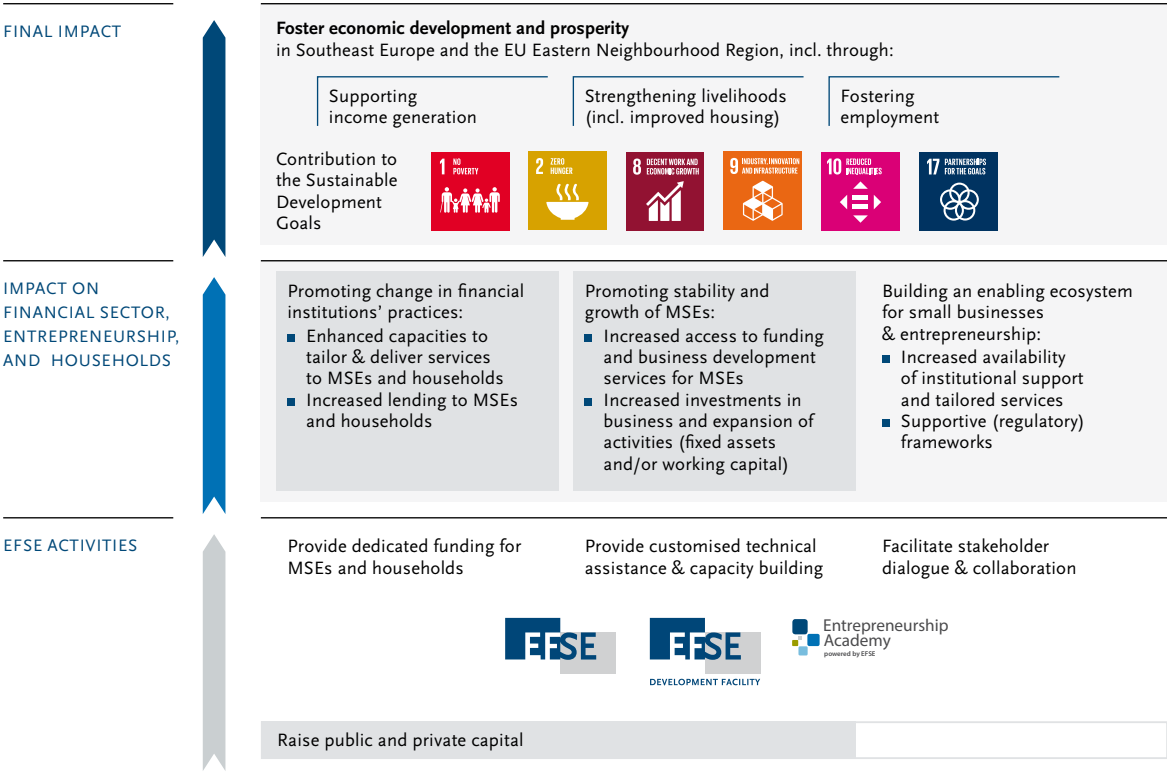 FINAL IMPACT
Foster economic development and prosperity
in Southeast Europe and the EU Eastern Neighbourhood Region, incl. through:
Supporting
income generation
Strengthening livelihoods
(incl. improved housing)
Fostering
employment
Contribution to
the Sustainable
Development
Goals
1 NO
POVERTY
2 ZERO
HUNGER
8 DECENT WORK AND
ECONOMIC GROWTH
9 INDUSTRY, INNOVATION
AND INFRASTRUCTURE
10 REDUCED
INEQUALITIES
17 PARTNERSHIPS
FOR THE GOALS
IMPACT ON
FINANCIAL SECTOR,
ENTREPRENEURSHIP,
AND HOUSEHOLDS
Promoting change in financial
institutions' practices:
Enhanced capacities to
tailor & deliver services
to MSEs and households
Increased lending to MSEs
and households
Promoting stability and
growth of MSEs:
Increased access to funding
and business development
services for MSEs
Increased investments in
business and expansion of
activities (fixed assets
and/or working capital)
Building an enabling ecosystem
for small businesses
& entrepreneurship:
Increased availability
of institutional support
and tailored services
Supportive (regulatory)
frameworks
EFSE ACTIVITIES
Provide dedicated funding for
MSEs and households
Provide customised technical
assistance & capacity building
Facilitate stakeholder
dialogue & collaboration
EFSE
EFSE
DEVELOPMENT FACILITY
Entrepreneurship
Academy
powered by EFSE
Raise public and private capital